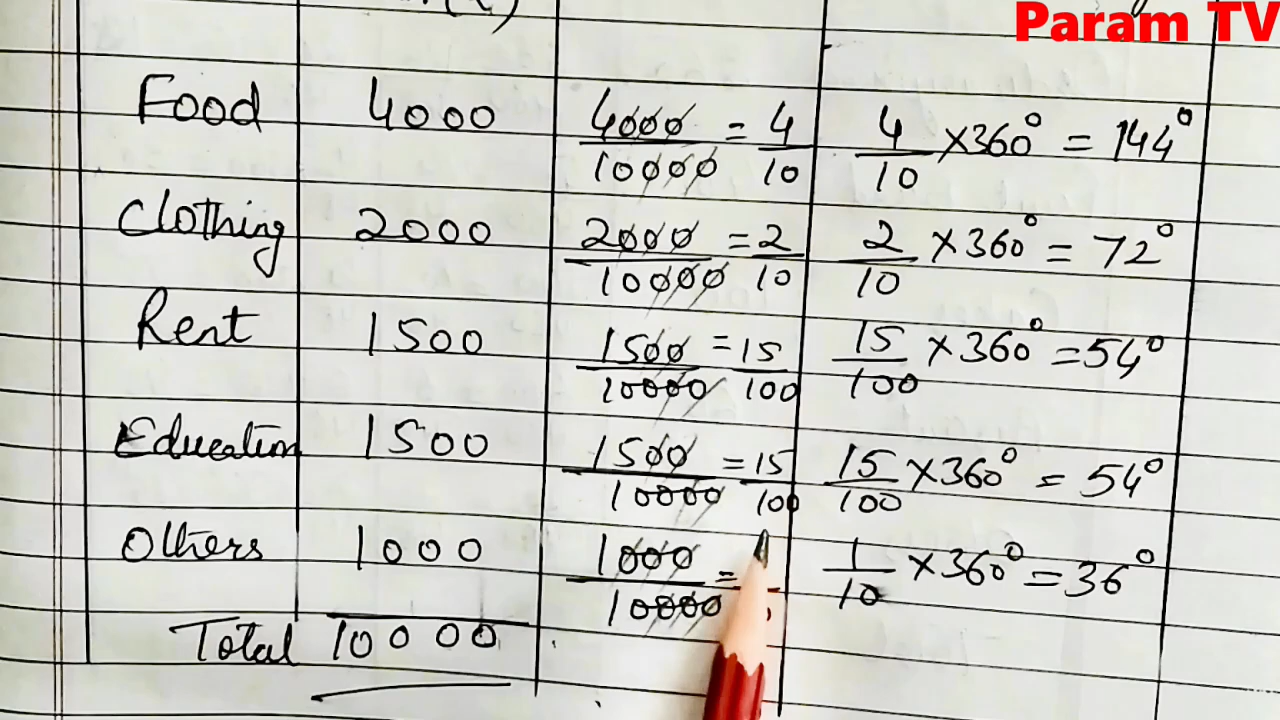 Param TV
Food 4000 4000/10000 = 4/10 4/10 ×360° = 144°
Clothing 2000 2000/10000 = 2/10 2/10 ×360° = 72°
Rent 1500 1500/10000 = 15/100 15/100 ×360° = 54°
Education 1500 1500/10000 = 15/100 15/100 ×360° = 54°
Others 1000 1000/10000 = 1/10 ×360° = 36°
Total 10000